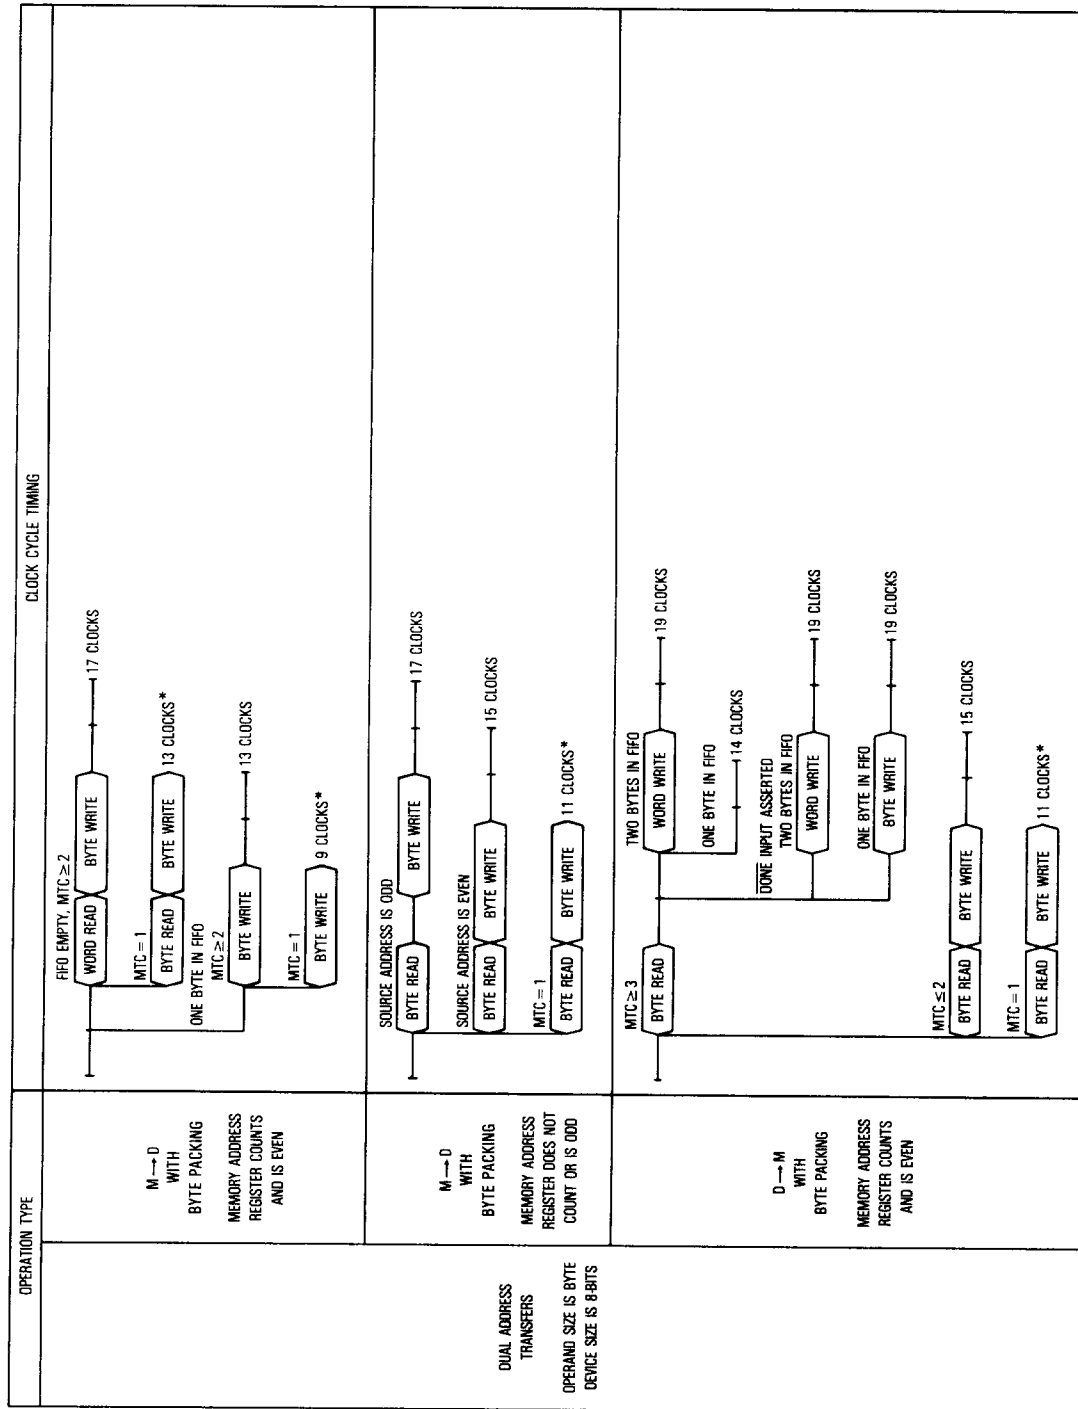 OPERATION TYPE
CLOCK CYCLE TIMING
DUAL ADDRESS
TRANSFERS
OPERAND SIZE IS BYTE
DEVICE SIZE IS 8-BITS
M→D
WITH
BYTE PACKING
MEMORY ADDRESS
REGISTER COUNTS
AND IS EVEN
FIFO EMPTY, MTC ≥ 2
WORD READ
BYTE WRITE
17 CLOCKS
MTC = 1
BYTE READ
BYTE WRITE
13 CLOCKS*
ONE BYTE IN FIFO
MTC ≥ 2
BYTE WRITE
13 CLOCKS
MTC = 1
BYTE WRITE
9 CLOCKS*
M→D
WITH
BYTE PACKING
MEMORY ADDRESS
REGISTER DOES NOT
COUNT OR IS ODD
SOURCE ADDRESS IS ODD
BYTE READ
BYTE WRITE
17 CLOCKS
SOURCE ADDRESS IS EVEN
BYTE READ
BYTE WRITE
15 CLOCKS
MTC = 1
BYTE READ
BYTE WRITE
11 CLOCKS*
D→M
WITH
BYTE PACKING
MEMORY ADDRESS
REGISTER COUNTS
AND IS EVEN
MTC ≥ 3
BYTE READ
TWO BYTES IN FIFO
WORD WRITE
19 CLOCKS
ONE BYTE IN FIFO
14 CLOCKS
DONE INPUT ASSERTED
TWO BYTES IN FIFO
WORD WRITE
19 CLOCKS
ONE BYTE IN FIFO
BYTE WRITE
19 CLOCKS
MTC ≤ 2
BYTE READ
BYTE WRITE
15 CLOCKS
MTC = 1
BYTE READ
BYTE WRITE
11 CLOCKS*